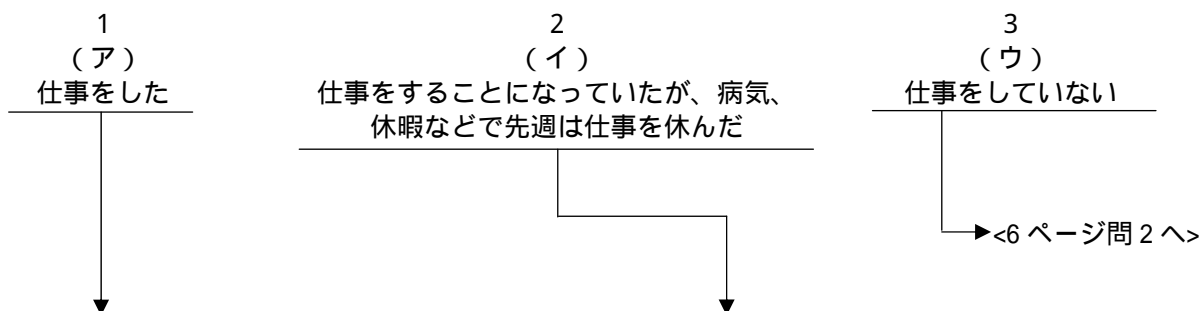 1
(ア)
仕事をした
2
(イ)
仕事をすることになっていたが、病気、
休暇などで先週は仕事を休んだ
3
(ウ)
仕事をしていない
<6 ページ問 2 へ>